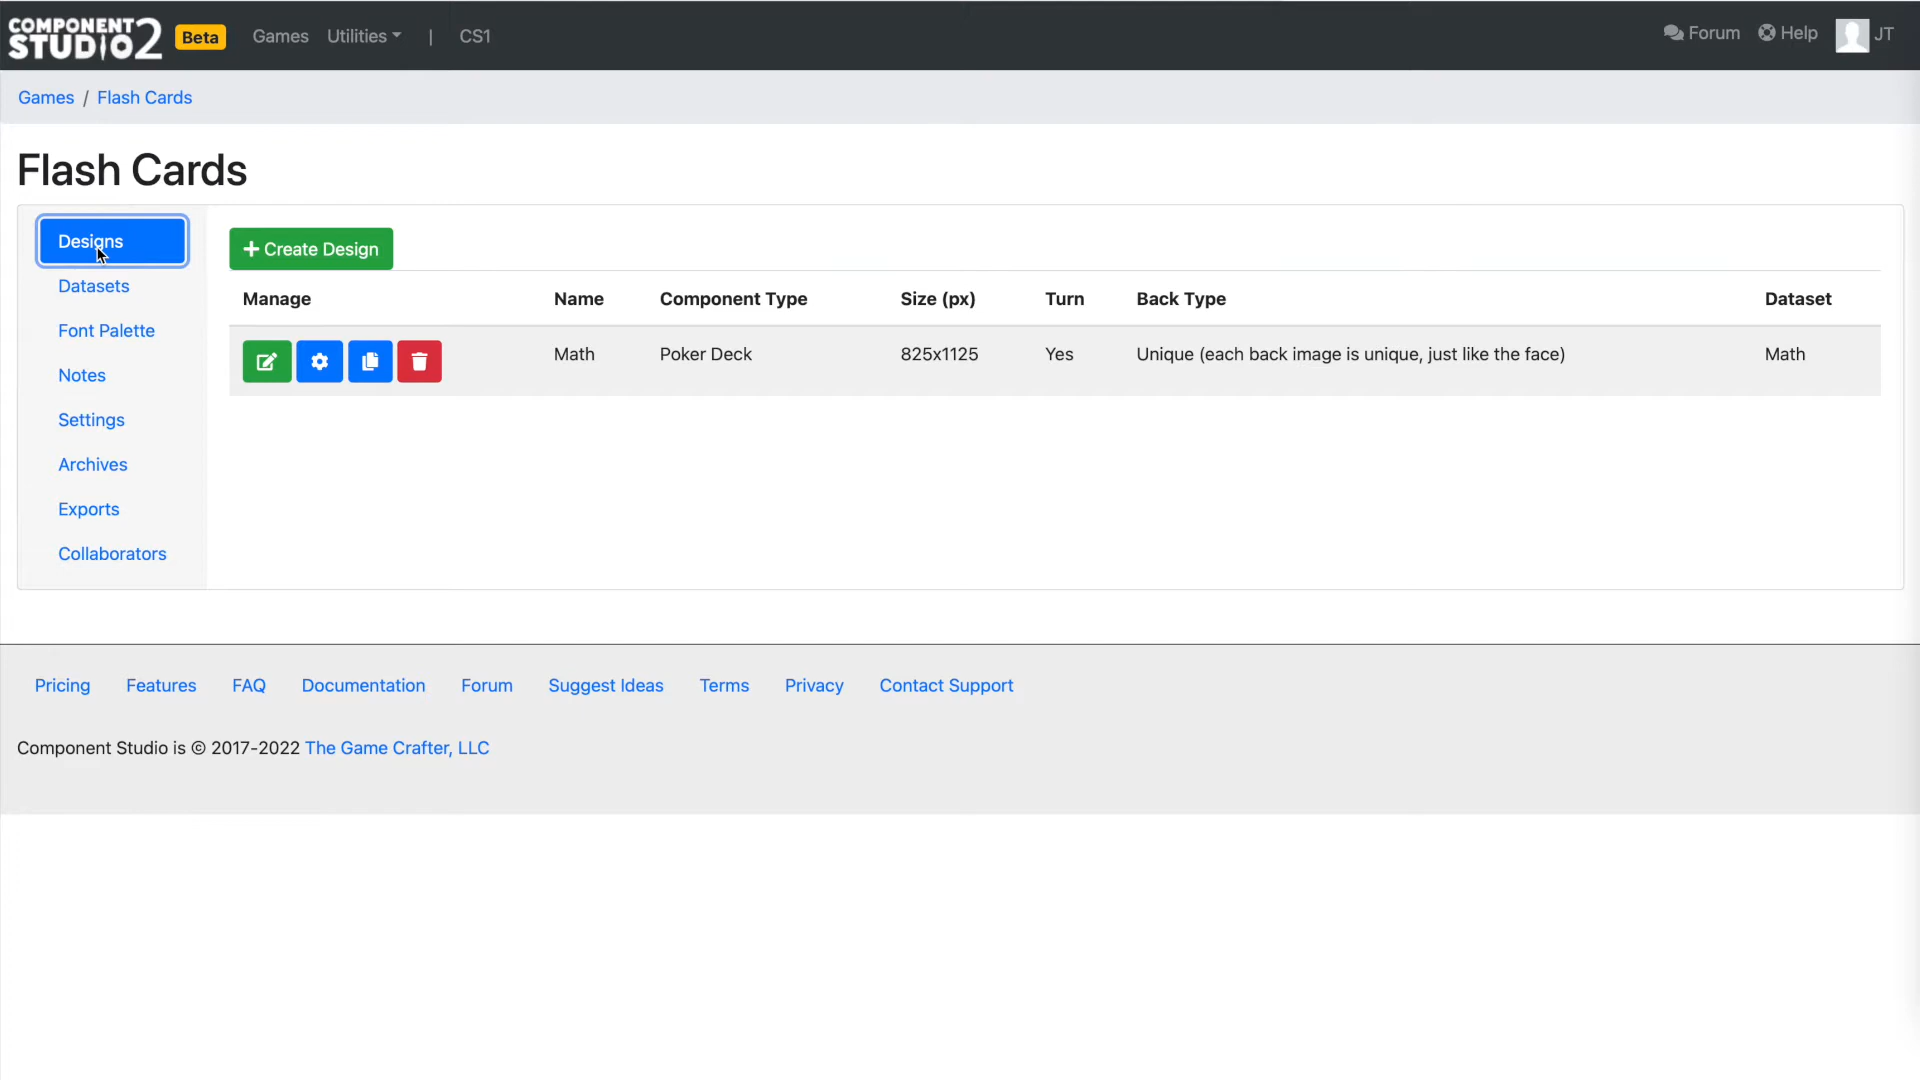 COMPONENT
STUDIO2 Beta Games Utilities | CS1 Forum Help JT
Games / Flash Cards
Flash Cards
Designs
Datasets
Font Palette
Notes
Settings
Archives
Exports
Collaborators
+ Create Design
Manage Name Component Type Size (px) Turn Back Type Dataset
Math Poker Deck 825x1125 Yes Unique (each back image is unique, just like the face) Math
Pricing Features FAQ Documentation Forum Suggest Ideas Terms Privacy Contact Support
Component Studio is © 2017-2022 The Game Crafter, LLC